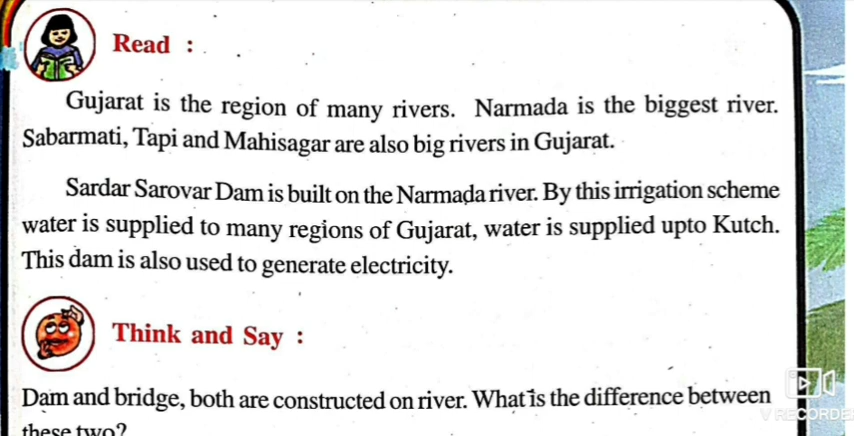 Read :
Gujarat is the region of many rivers. Narmada is the biggest river.
Sabarmati, Tapi and Mahisagar are also big rivers in Gujarat.
Sardar Sarovar Dam is built on the Narmada river. By this irrigation scheme
water is supplied to many regions of Gujarat, water is supplied upto Kutch.
This dam is also used to generate electricity.
Think and Say :
Dam and bridge, both are constructed on river. What is the difference between
these two?
V RECORDE